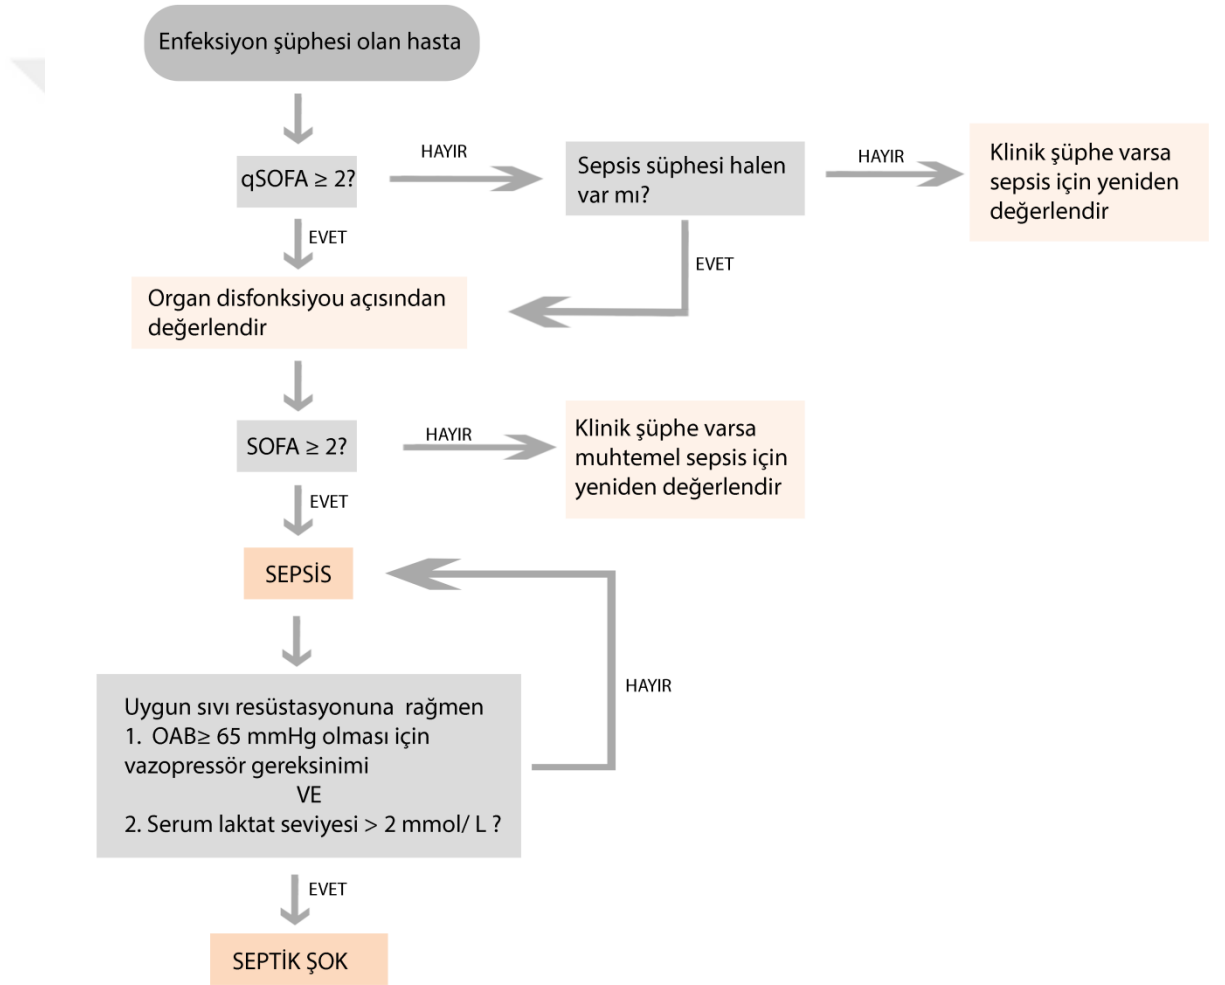 Enfeksiyon şüphesi olan hasta
qSOFA ≥ 2?
HAYIR
Sepsis süphesi halen
var mı?
HAYIR
Klinik şüphe varsa
sepsis için yeniden
değerlendir
EVET
EVET
Organ disfonksiyou açısından
değerlendir
SOFA ≥ 2?
HAYIR
Klinik şüphe varsa
muhtemel sepsis için
yeniden değerlendir
EVET
SEPSİS
HAYIR
Uygun sıvı resüstasyonuna rağmen
1. OAB≥ 65 mmHg olması için
vazopressör gereksinimi
VE
2. Serum laktat seviyesi > 2 mmol/ L ?
EVET
SEPTİK ŞOK